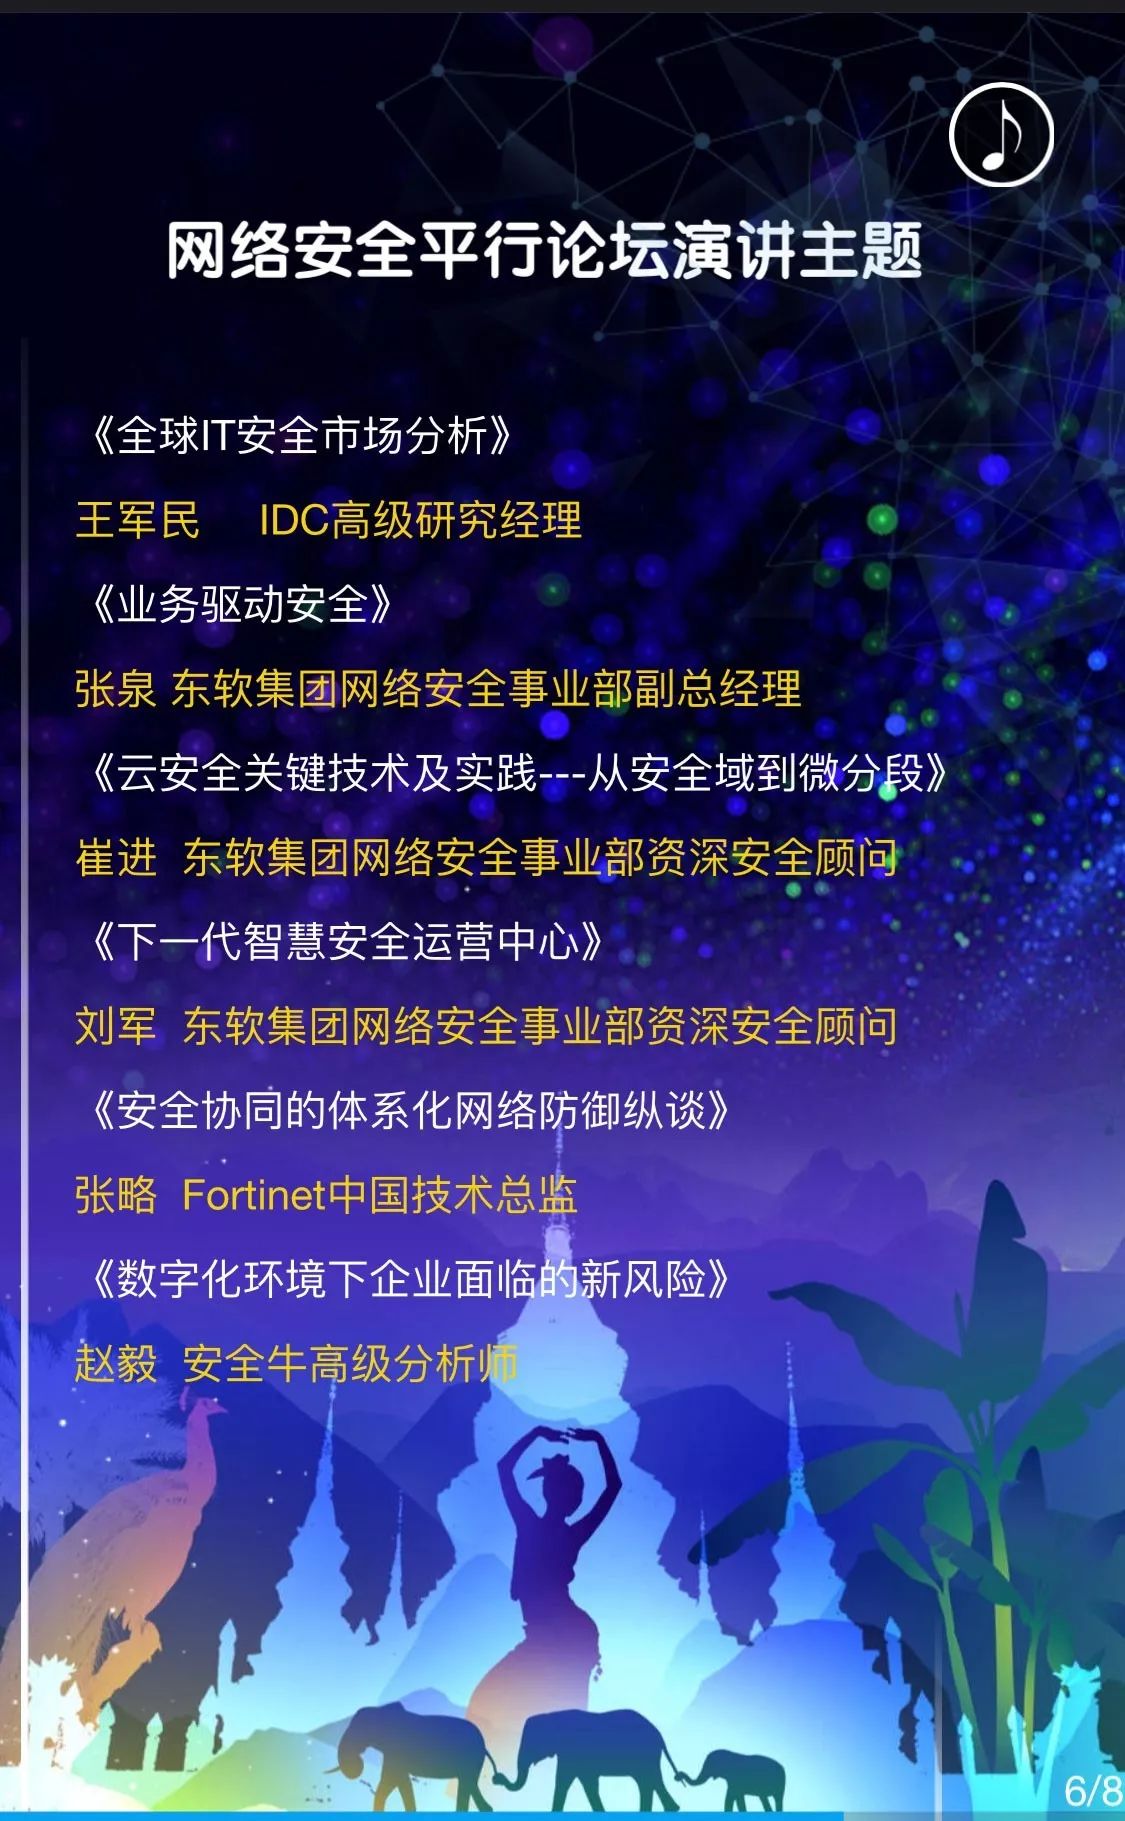 网络安全平行论坛演讲主题
《全球IT安全市场分析》
王军民 IDC高级研究经理
《业务驱动安全》
张泉 东软集团网络安全事业部副总经理
《云安全关键技术及实践---从安全域到微分段》
崔进 东软集团网络安全事业部资深安全顾问
《下一代智慧安全运营中心》
刘军 东软集团网络安全事业部资深安全顾问
《安全协同的体系化网络防御纵谈》
张略 Fortinet中国技术总监
《数字化环境下企业面临的新风险》
赵毅 安全牛高级分析师
6/8